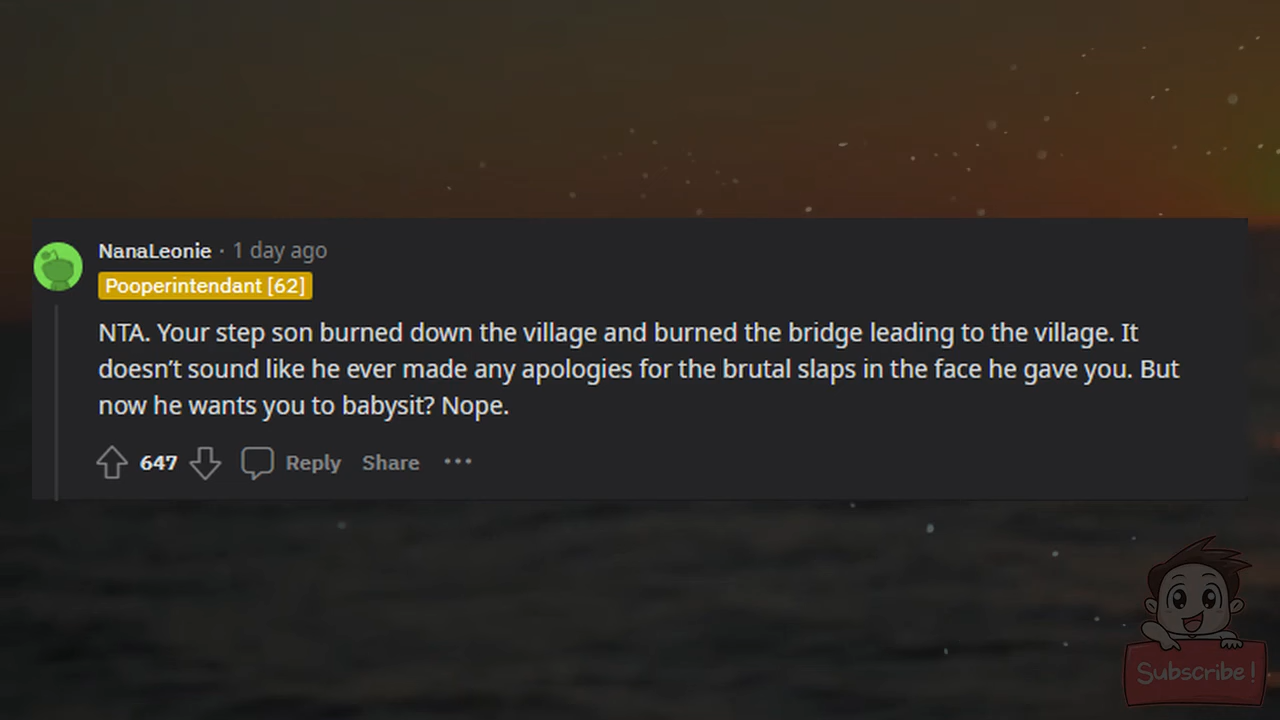 NanaLeonie · 1 day ago
Pooperintendant [62]
NTA. Your step son burned down the village and burned the bridge leading to the village. It
doesn’t sound like he ever made any apologies for the brutal slaps in the face he gave you. But
now he wants you to babysit? Nope.
647 Reply Share ···
Subscribe!